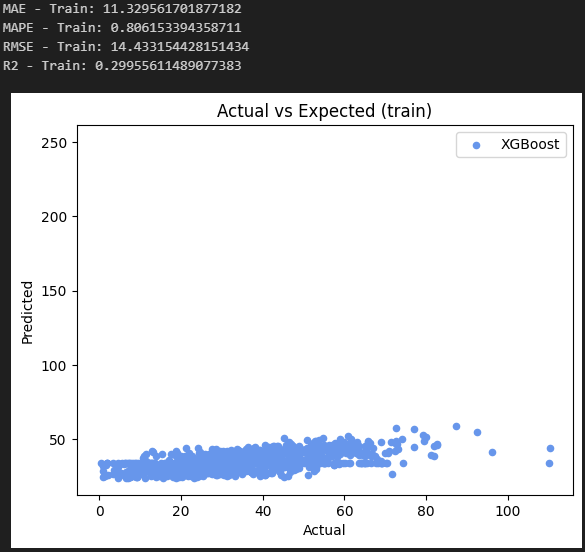 MAE - Train: 11.329561701877182
MAPE - Train: 0.806153394358711
RMSE - Train: 14.433154428151434
R2 - Train: 0.29955611489077383
Actual vs Expected (train)
XGBoost
250
200
150
100
50
Predicted
0 20 40 60 80 100
Actual